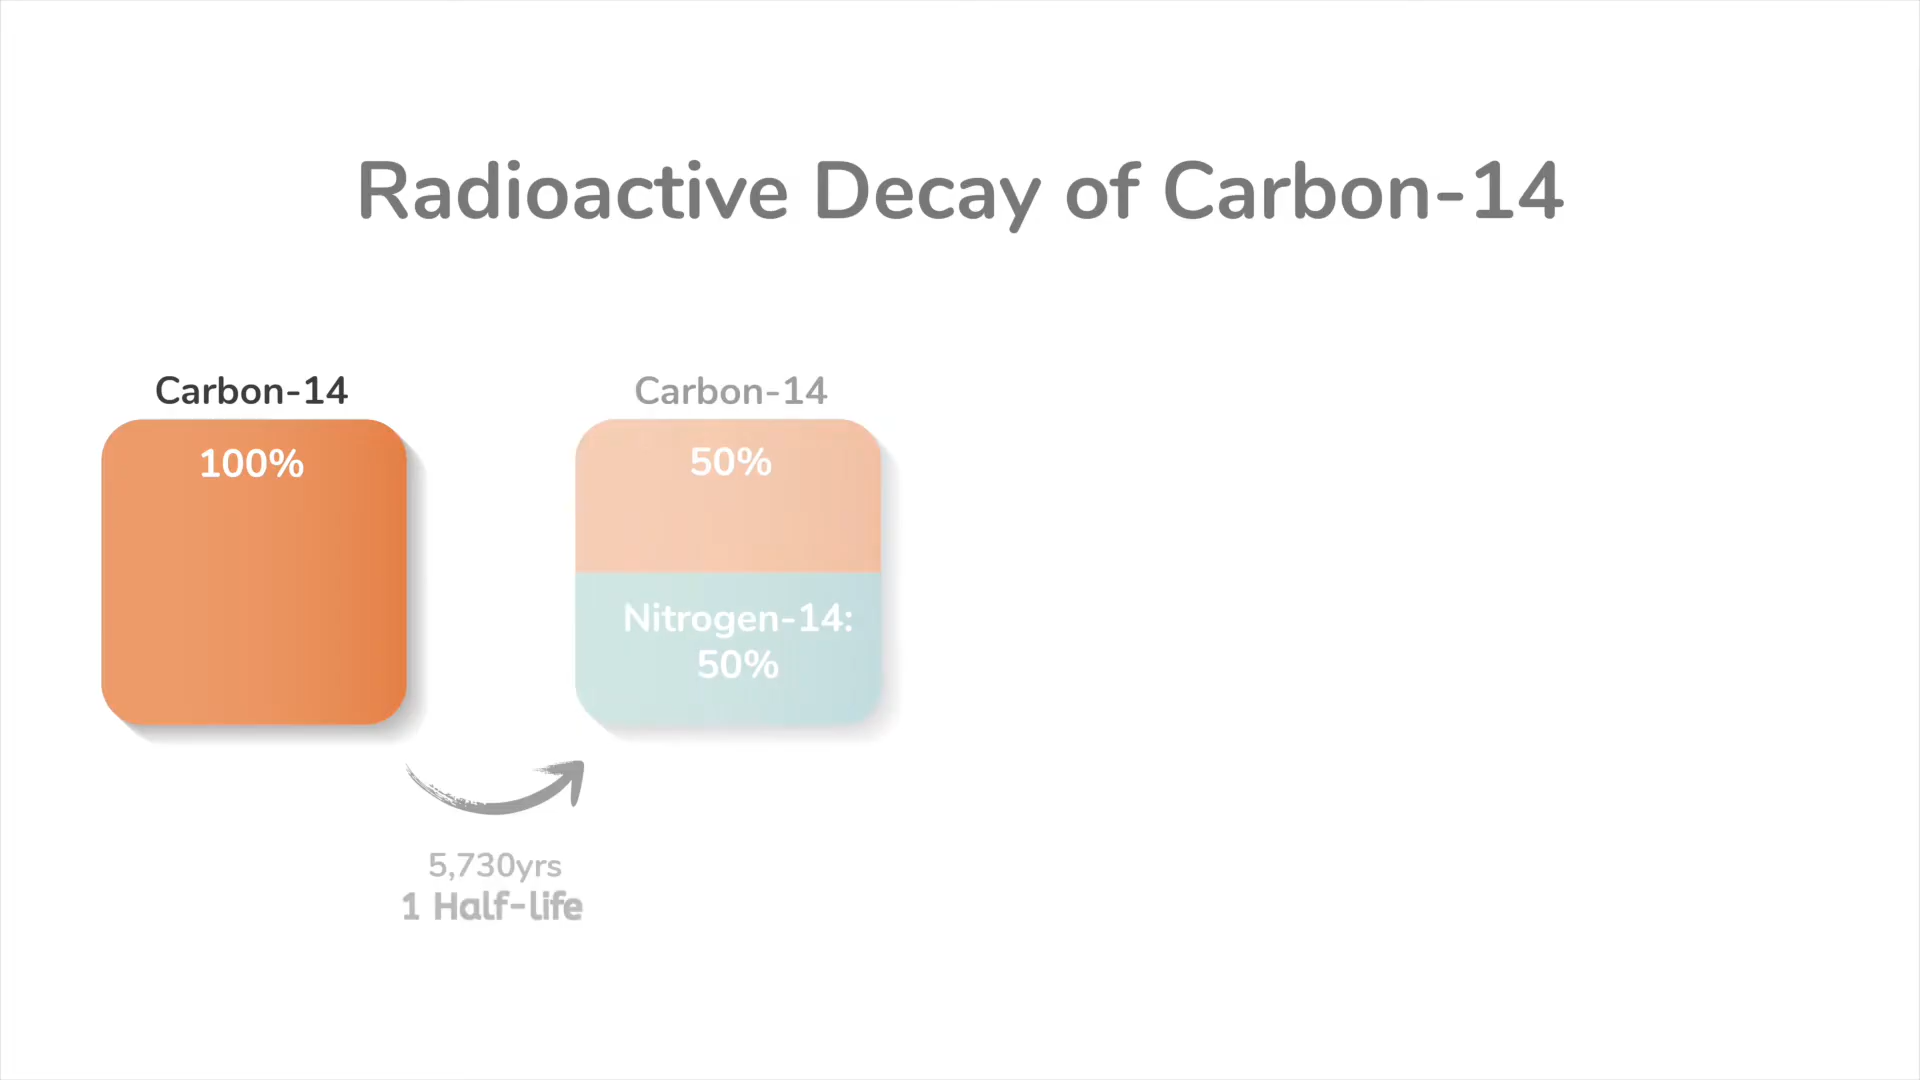 Radioactive Decay of Carbon-14
Carbon-14
100%
Carbon-14
50%
Nitrogen-14:
50%
5,730yrs
1 Half-life